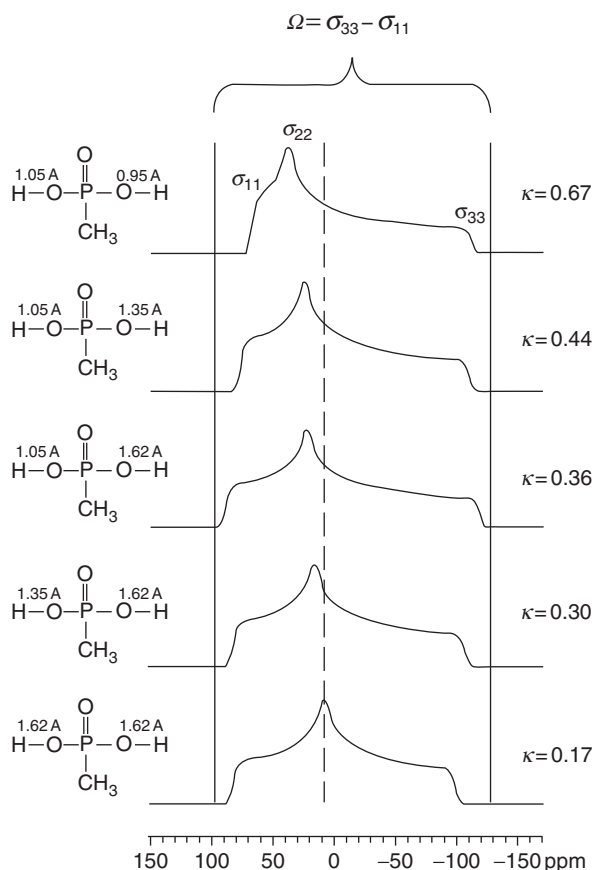 Ω = σ33 – σ11
O
1.05 A 0.95 A
H–O–P–O–H
CH3
σ11
σ22
σ33
κ = 0.67
O
1.05 A 1.35 A
H–O–P–O–H
CH3
κ = 0.44
O
1.05 A 1.62 A
H–O–P–O–H
CH3
κ = 0.36
O
1.35 A 1.62 A
H–O–P–O–H
CH3
κ = 0.30
O
1.62 A 1.62 A
H–O–P–O–H
CH3
κ = 0.17
150 100 50 0 –50 –100 –150 ppm